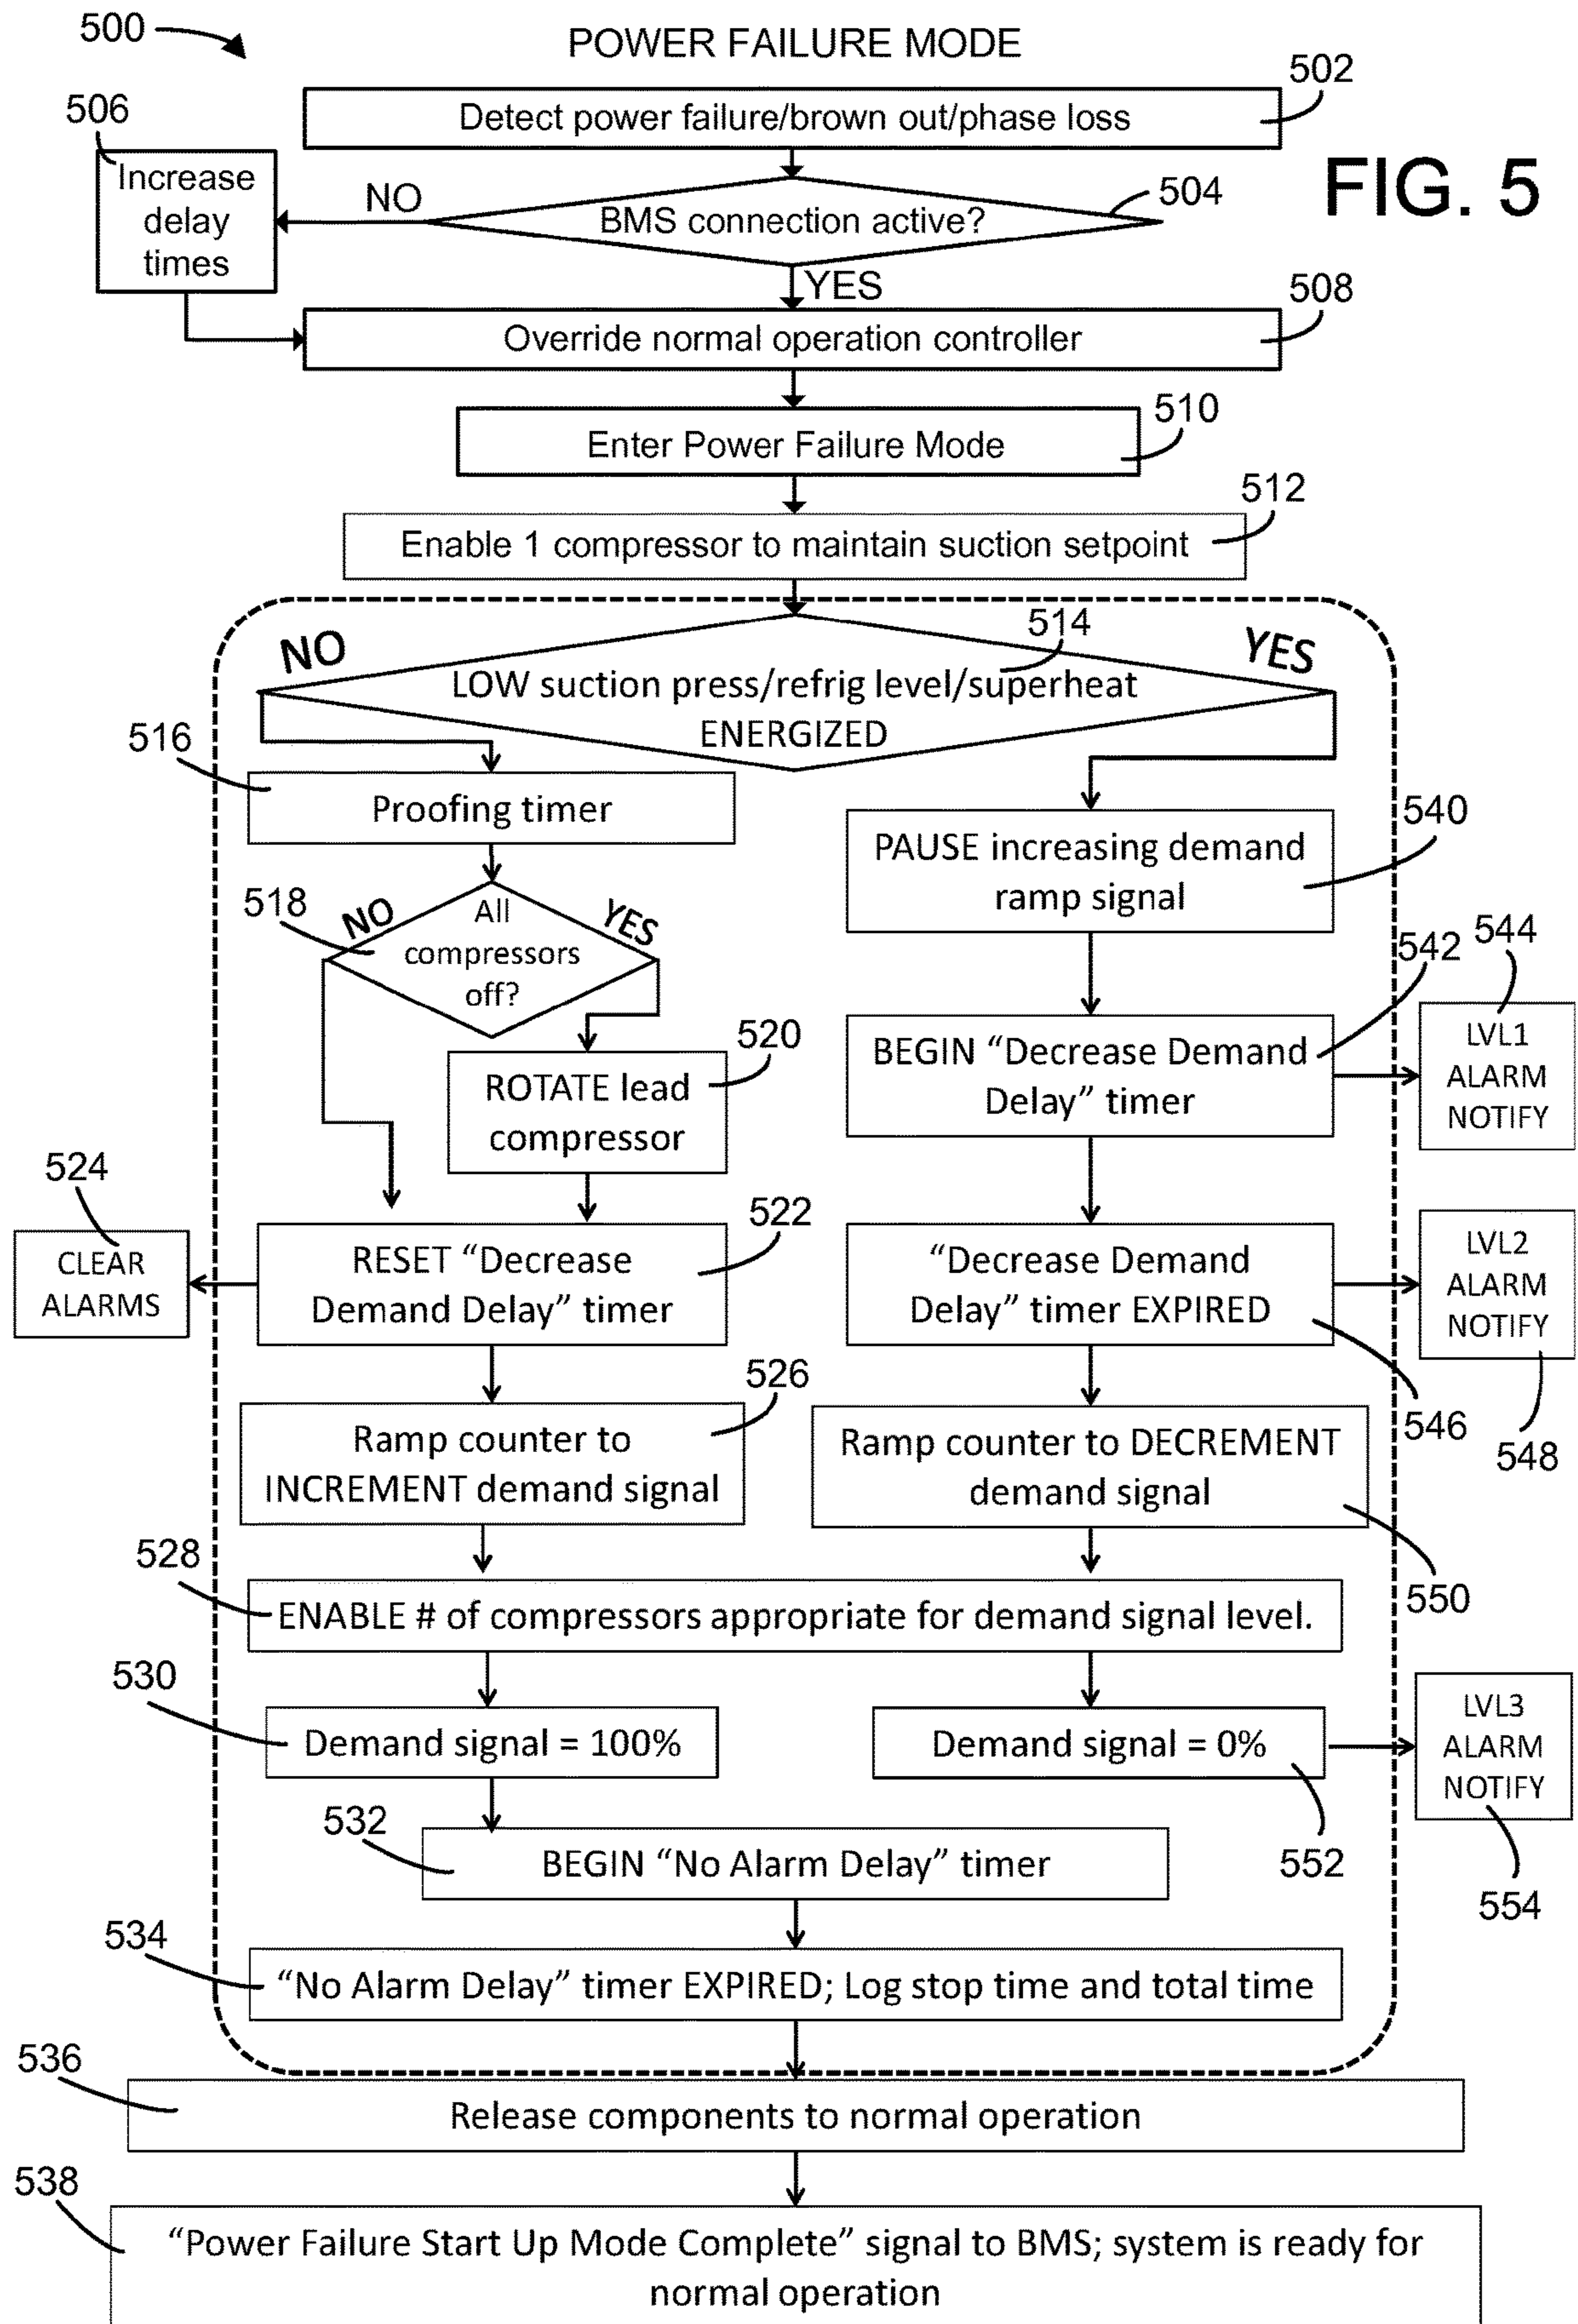 500
POWER FAILURE MODE
502
Detect power failure/brown out/phase loss
FIG. 5
506
Increase
delay
times
NO
BMS connection active?
504
YES
508
Override normal operation controller
510
Enter Power Failure Mode
512
Enable 1 compressor to maintain suction setpoint
NO
514
YES
LOW suction press/refrig level/superheat
ENERGIZED
516
Proofing timer
540
PAUSE increasing demand
ramp signal
518
NO
All
compressors
off?
YES
542
544
BEGIN “Decrease Demand
Delay” timer
LVL1
ALARM
NOTIFY
520
ROTATE lead
compressor
524
CLEAR
ALARMS
522
RESET “Decrease
Demand Delay” timer
“Decrease Demand
Delay” timer EXPIRED
LVL2
ALARM
NOTIFY
546
548
526
Ramp counter to
INCREMENT demand signal
Ramp counter to DECREMENT
demand signal
550
528
ENABLE # of compressors appropriate for demand signal level.
530
Demand signal = 100%
Demand signal = 0%
552
LVL3
ALARM
NOTIFY
554
532
BEGIN “No Alarm Delay” timer
534
“No Alarm Delay” timer EXPIRED; Log stop time and total time
536
Release components to normal operation
538
“Power Failure Start Up Mode Complete” signal to BMS; system is ready for
normal operation